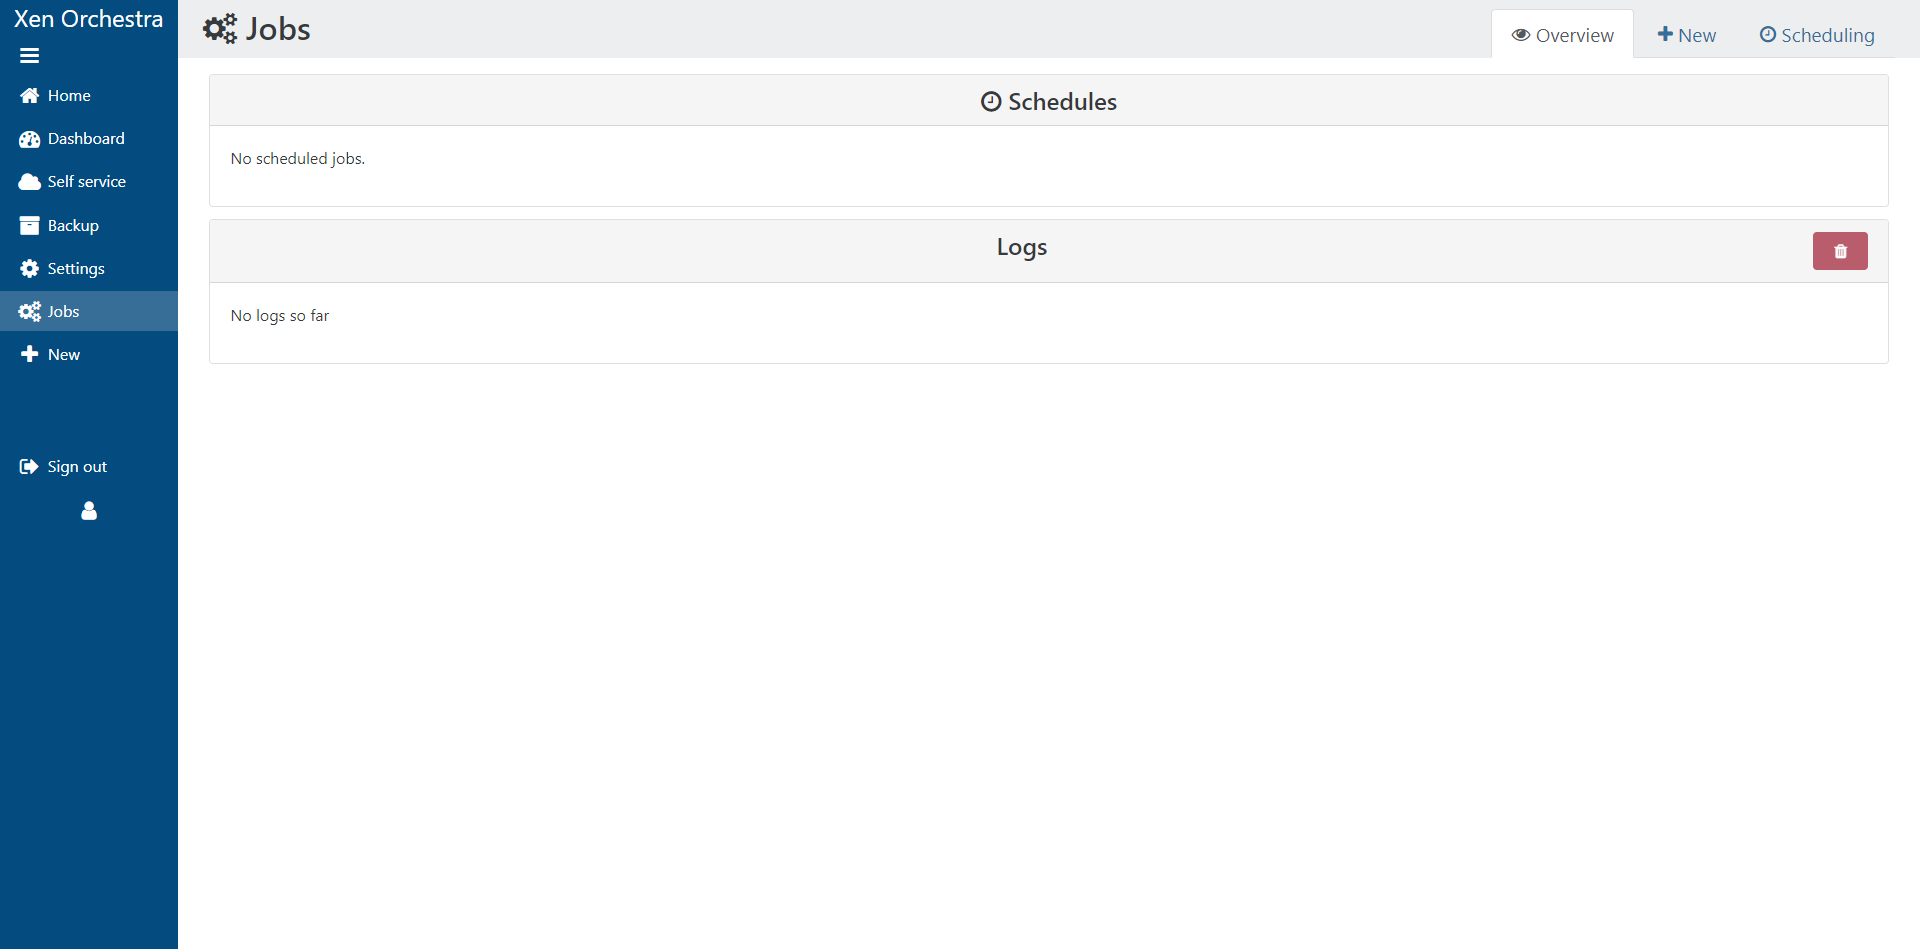 Xen Orchestra
Home
Dashboard
Self service
Backup
Settings
Jobs
New
Sign out
Jobs
Overview
New
Scheduling
Schedules
No scheduled jobs.
Logs
No logs so far